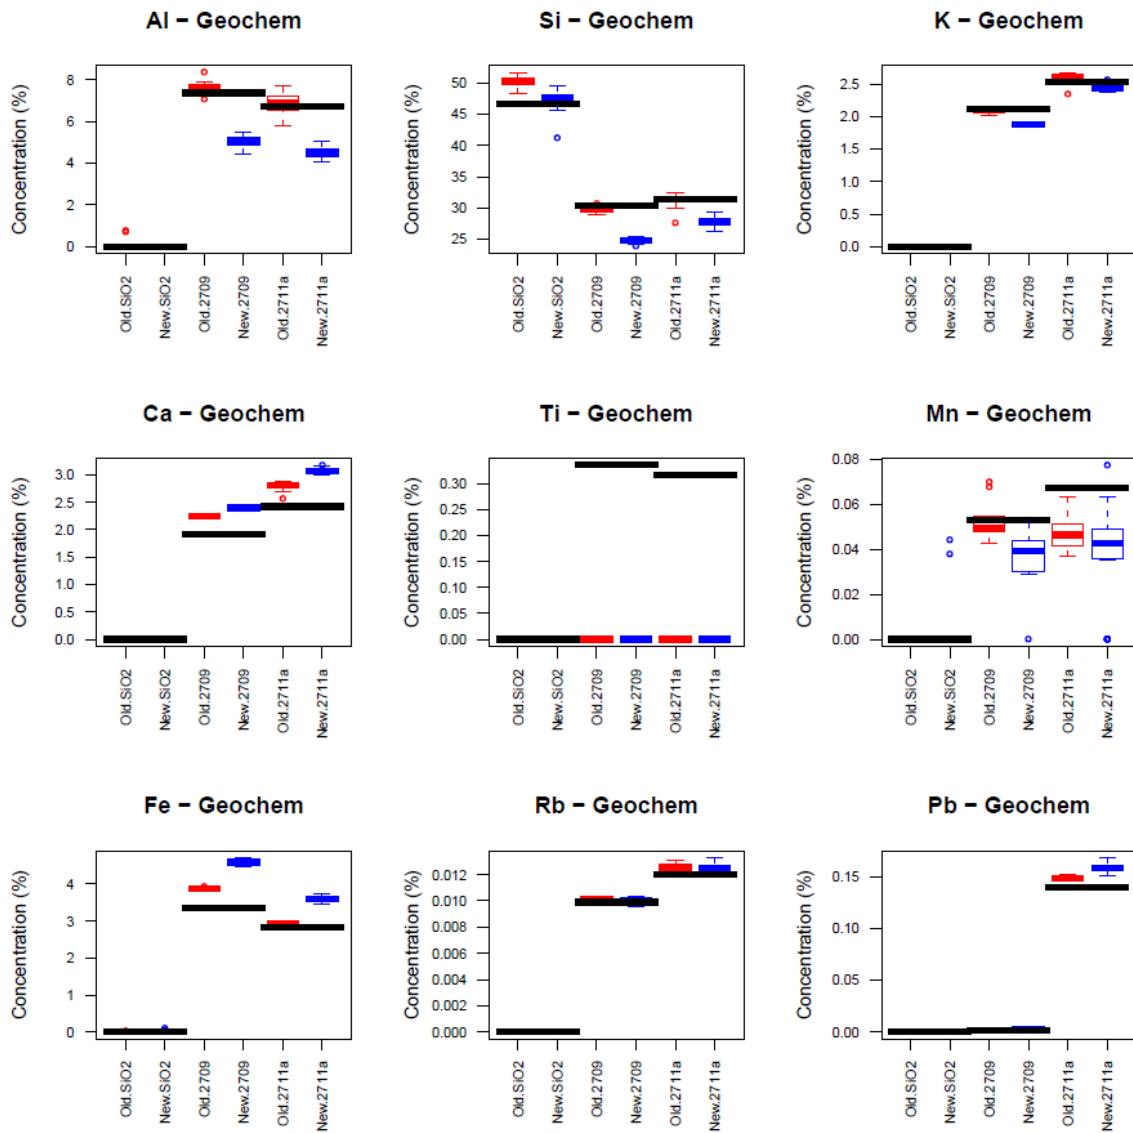 Al − Geochem
Concentration (%)
8
6
4
2
0
Old.SiO2
New.SiO2
Old.2709
New.2709
Old.2711a
New.2711a
Si − Geochem
Concentration (%)
50
45
40
35
30
25
Old.SiO2
New.SiO2
Old.2709
New.2709
Old.2711a
New.2711a
K − Geochem
Concentration (%)
2.5
2.0
1.5
1.0
0.5
0.0
Old.SiO2
New.SiO2
Old.2709
New.2709
Old.2711a
New.2711a
Ca − Geochem
Concentration (%)
3.0
2.5
2.0
1.5
1.0
0.5
0.0
Old.SiO2
New.SiO2
Old.2709
New.2709
Old.2711a
New.2711a
Ti − Geochem
Concentration (%)
0.30
0.25
0.20
0.15
0.10
0.05
0.00
Old.SiO2
New.SiO2
Old.2709
New.2709
Old.2711a
New.2711a
Mn − Geochem
Concentration (%)
0.08
0.06
0.04
0.02
0.00
Old.SiO2
New.SiO2
Old.2709
New.2709
Old.2711a
New.2711a
Fe − Geochem
Concentration (%)
4
3
2
1
0
Old.SiO2
New.SiO2
Old.2709
New.2709
Old.2711a
New.2711a
Rb − Geochem
Concentration (%)
0.012
0.010
0.008
0.006
0.004
0.002
0.000
Old.SiO2
New.SiO2
Old.2709
New.2709
Old.2711a
New.2711a
Pb − Geochem
Concentration (%)
0.15
0.10
0.05
0.00
Old.SiO2
New.SiO2
Old.2709
New.2709
Old.2711a
New.2711a